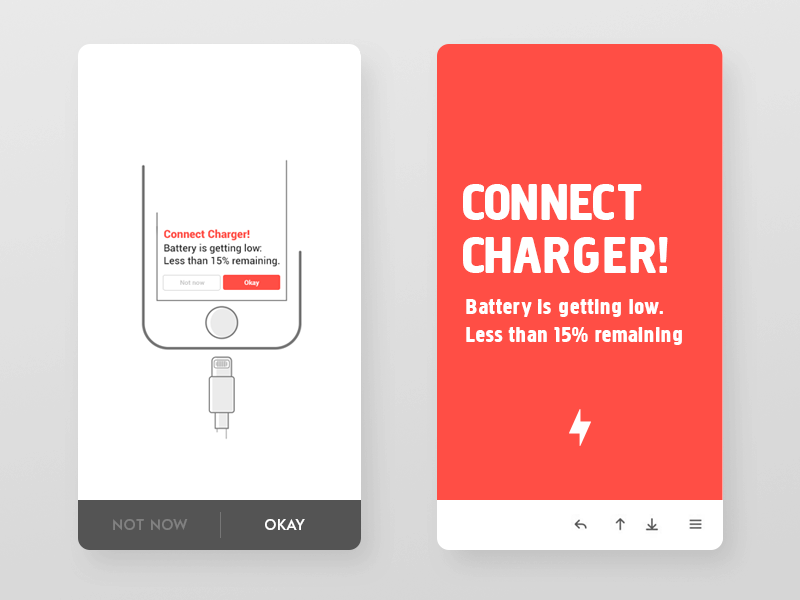 Connect Charger!
Battery is getting low:
Less than 15% remaining.
Not now Okay
NOT NOW OKAY
CONNECT
CHARGER!
Battery is getting low.
Less than 15% remaining